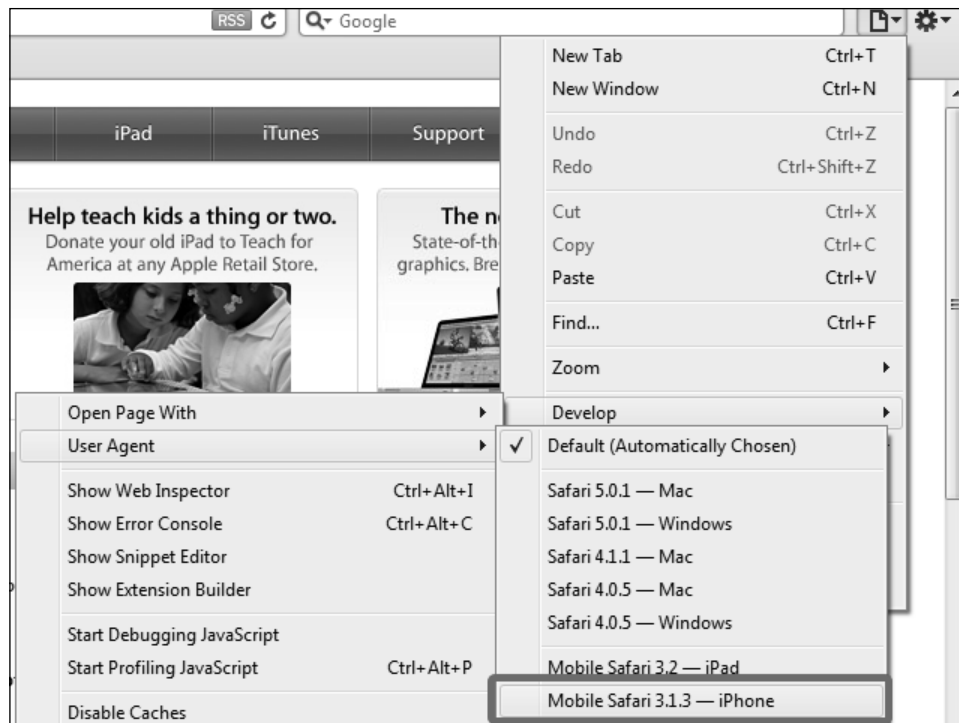 RSS
Google
New Tab Ctrl+T
New Window Ctrl+N
Undo Ctrl+Z
Redo Ctrl+Shift+Z
Cut Ctrl+X
Copy Ctrl+C
Paste Ctrl+V
Find... Ctrl+F
Zoom
Develop
iPad iTunes Support
Help teach kids a thing or two.
Donate your old iPad to Teach for
America at any Apple Retail Store.
The n
State-of-th
graphics. Bre
Open Page With
User Agent
Show Web Inspector Ctrl+Alt+I
Show Error Console Ctrl+Alt+C
Show Snippet Editor
Show Extension Builder
Start Debugging JavaScript
Start Profiling JavaScript Ctrl+Alt+P
Disable Caches
Default (Automatically Chosen)
Safari 5.0.1 — Mac
Safari 5.0.1 — Windows
Safari 4.1.1 — Mac
Safari 4.0.5 — Mac
Safari 4.0.5 — Windows
Mobile Safari 3.2 — iPad
Mobile Safari 3.1.3 — iPhone